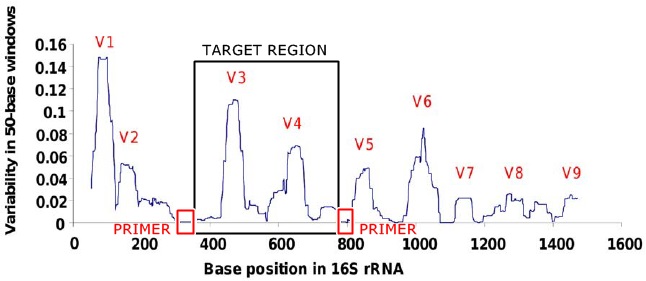 TARGET REGION
V1
V2
V3
V4
V5
V6
V7
V8
V9
PRIMER
PRIMER
Variability in 50-base windows
0.16
0.14
0.12
0.1
0.08
0.06
0.04
0.02
0
0
200
400
600
800
1000
1200
1400
1600
Base position in 16S rRNA